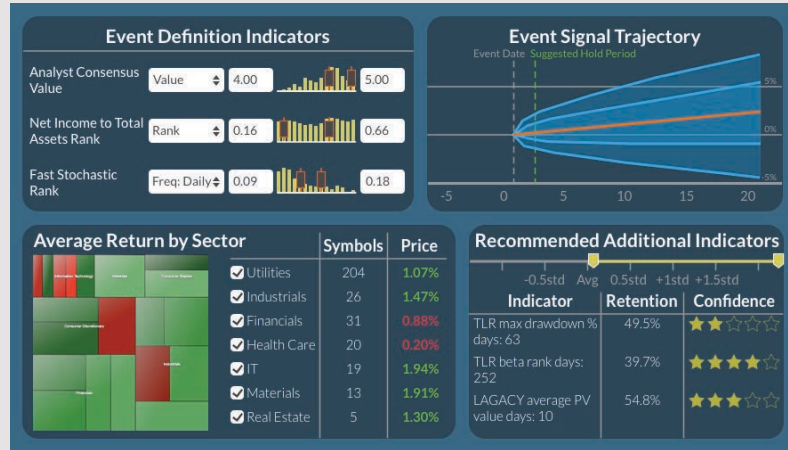 Event Definition Indicators
Analyst Consensus
Value
Value
4.00
5.00
Net Income to Total
Assets Rank
Rank
0.16
0.66
Fast Stochastic
Rank
Freq: Daily
0.09
0.18
Event Signal Trajectory
Event Date
Suggested Hold Period
5%
0%
-5%
-5 0 5 10 15 20
Average Return by Sector
Symbols Price
Information Technology
Consumer Discretionary
Industrials
Financials
Utilities 204 1.07%
Industrials 26 1.47%
Financials 31 0.88%
Health Care 20 0.20%
IT 19 1.94%
Materials 13 1.91%
Real Estate 5 1.30%
Recommended Additional Indicators
-0.5std Avg 0.5std +1std +1.5std
Indicator Retention Confidence
TLR max drawdown % 49.5%
days: 63
TLR beta rank days: 39.7%
252
LAGACY average PV 54.8%
value days: 10